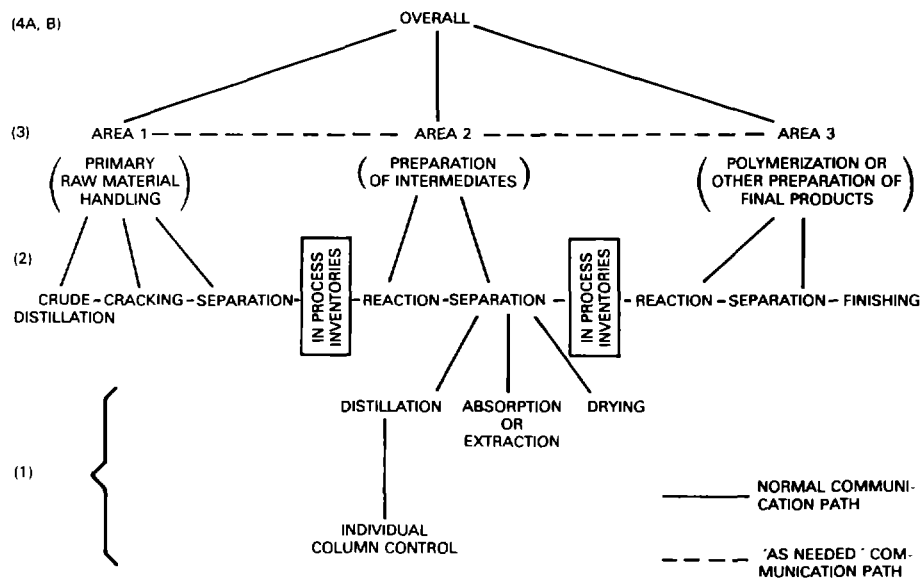 (4A, B)
OVERALL
(3)
AREA 1
AREA 2
AREA 3
(PRIMARY
RAW MATERIAL
HANDLING)
(PREPARATION
OF INTERMEDIATES)
(POLYMERIZATION OR
OTHER PREPARATION OF
FINAL PRODUCTS)
(2)
CRUDE
DISTILLATION
CRACKING
SEPARATION
IN PROCESS
INVENTORIES
REACTION
SEPARATION
IN PROCESS
INVENTORIES
REACTION
SEPARATION
FINISHING
(1)
DISTILLATION
ABSORPTION
OR
EXTRACTION
DRYING
INDIVIDUAL
COLUMN CONTROL
NORMAL COMMUNI-
CATION PATH
'AS NEEDED' COM-
MUNICATION PATH